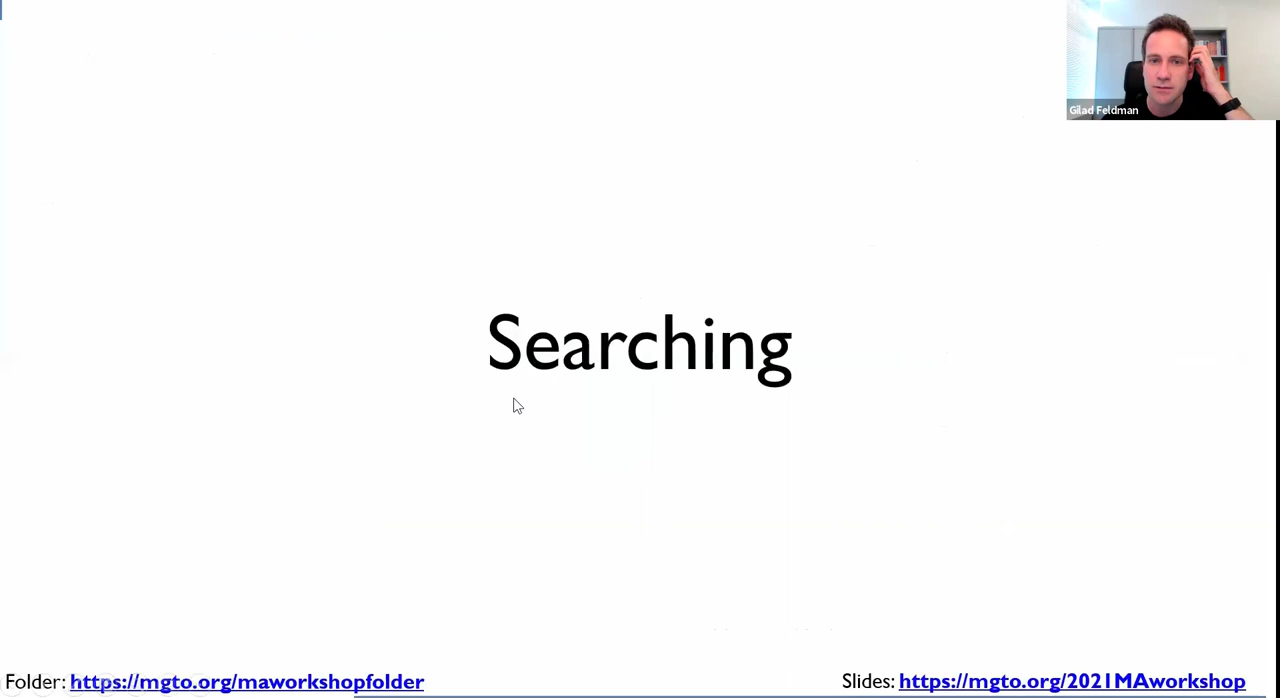 Gilad Feldman
Searching
Folder: https://mgto.org/maworkshopfolder
Slides: https://mgto.org/2021MAworkshop